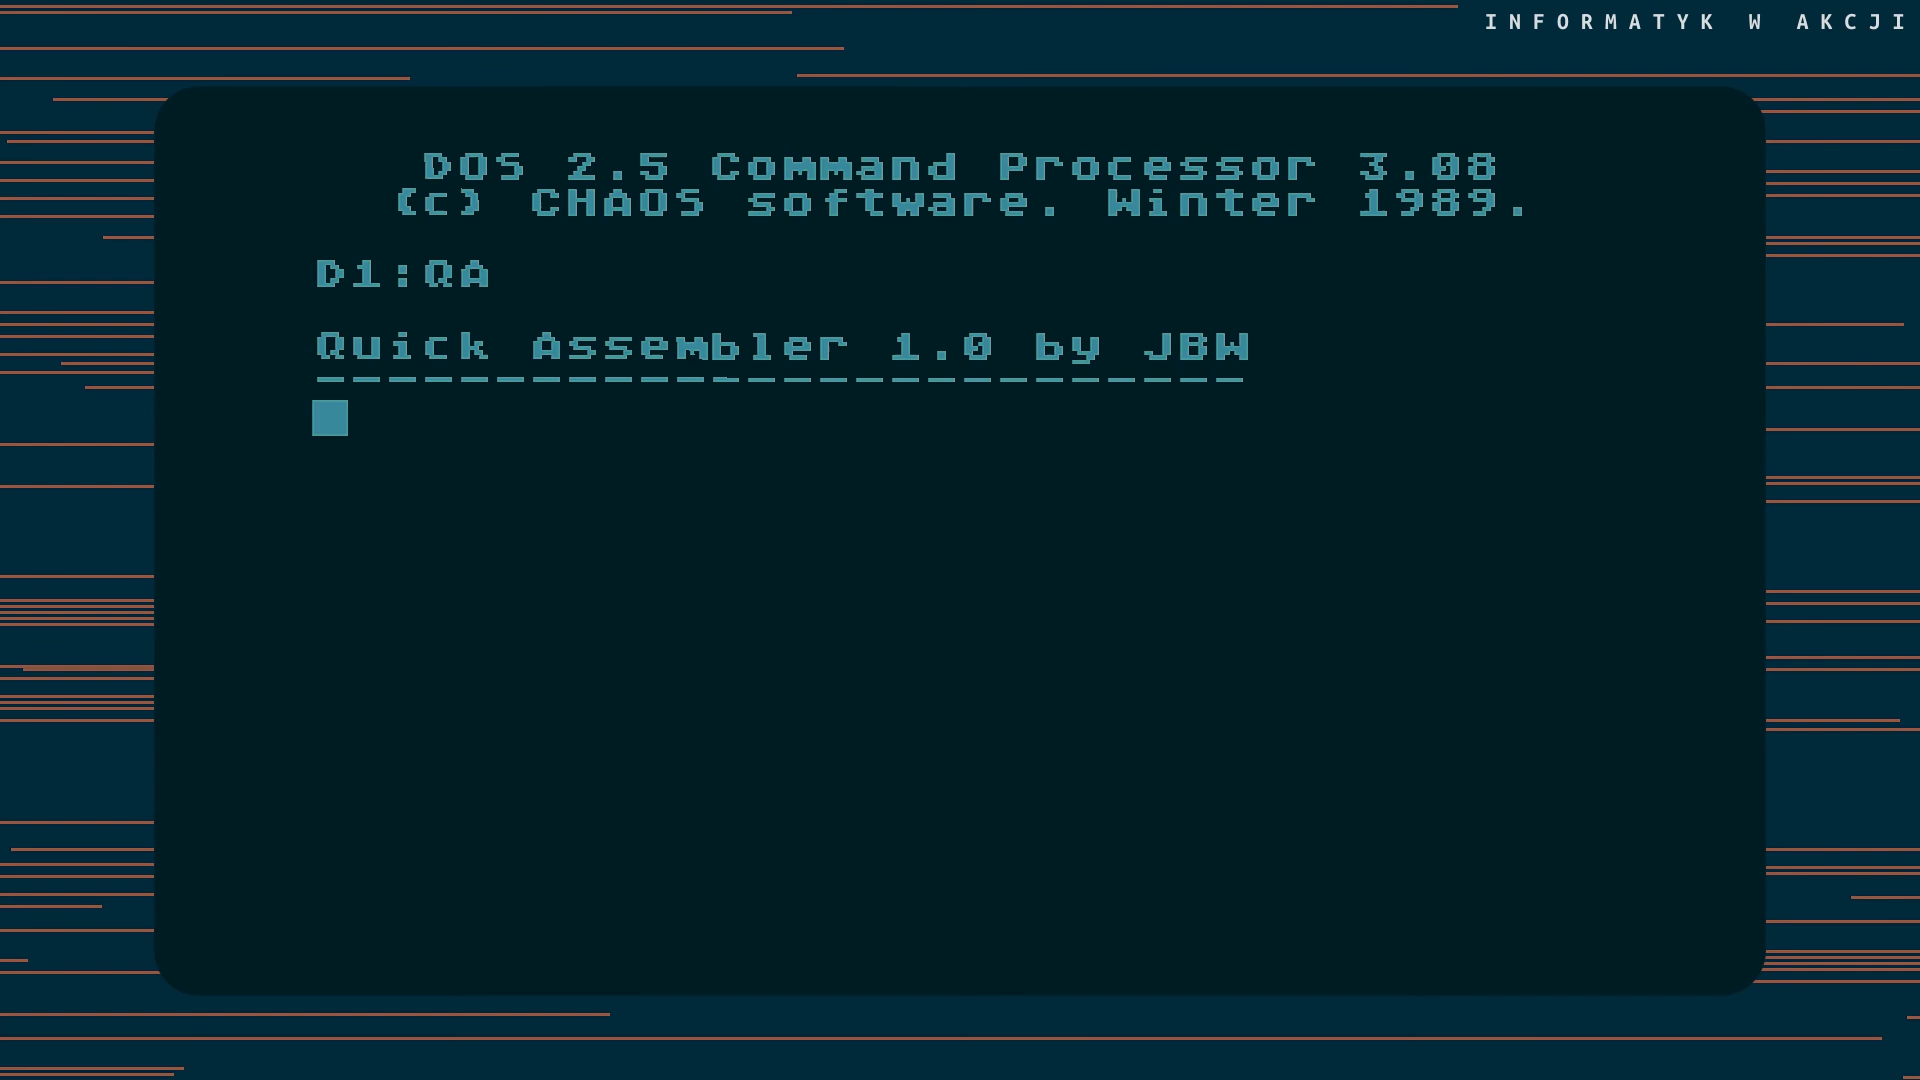 INFORMATYK W AKCJI
DOS 2.5 Command Processor 3.08
(c) CHAOS software. Winter 1989.
D1:QA
Quick Assembler 1.0 by JBW
--------------------------